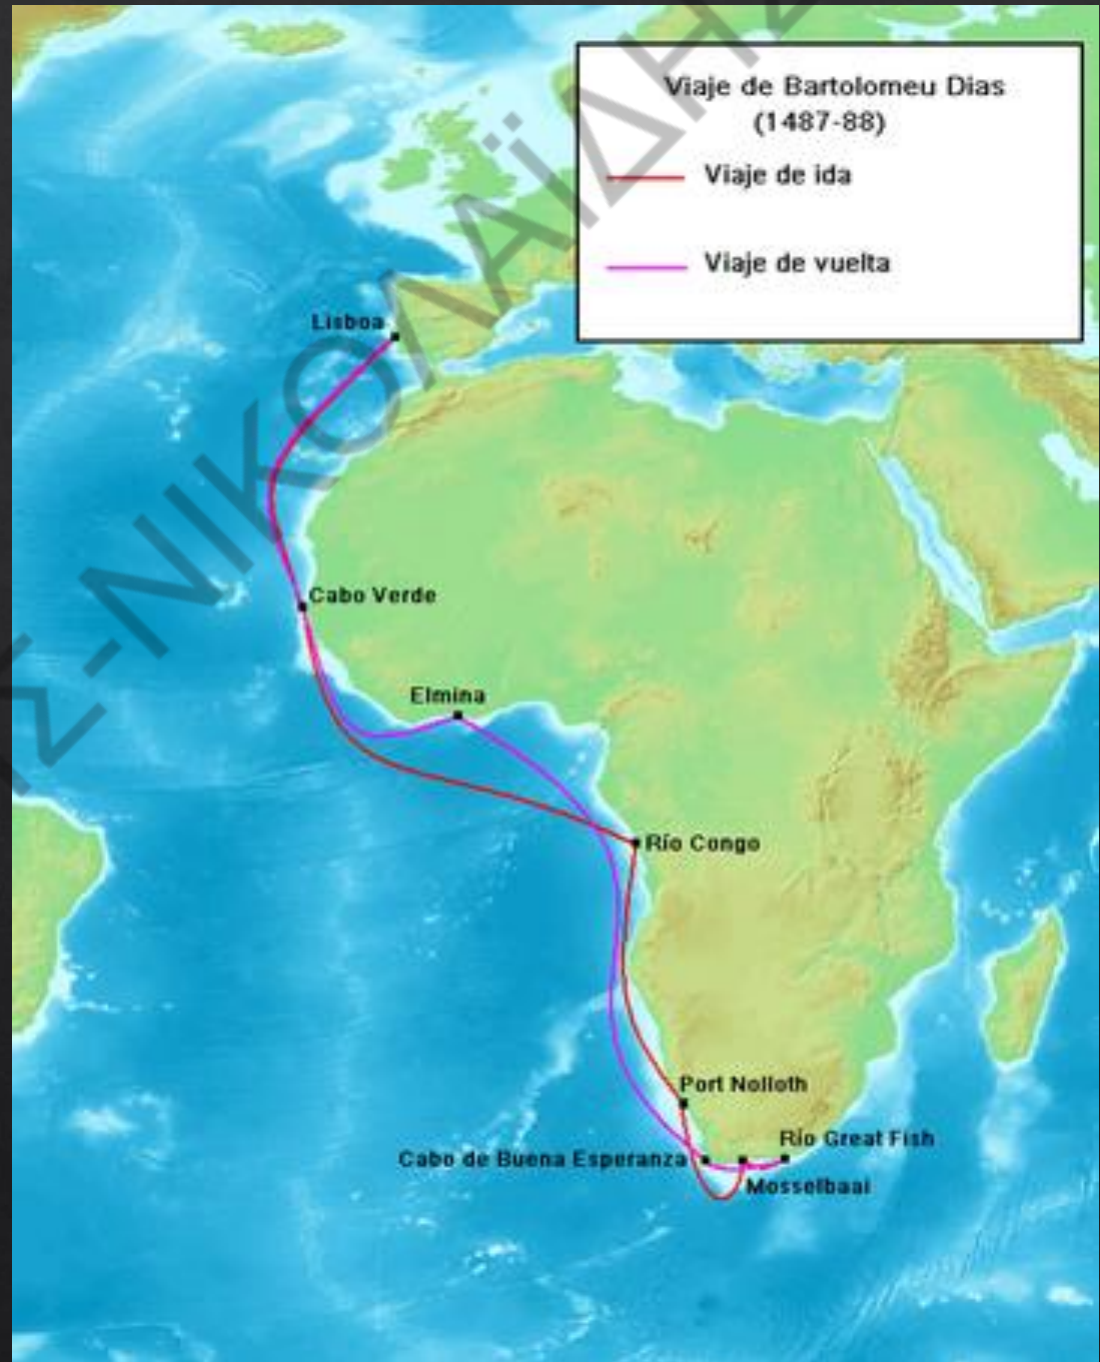 Viaje de Bartolomeu Dias
(1487-88)
Viaje de ida
Viaje de vuelta
Lisboa
Cabo Verde
Elmina
Río Congo
Port Nolloth
Río Great Fish
Cabo de Buena Esperanza
Mosselbaai
Σ-ΝΙΚΟΛΑΪΔΗΣ